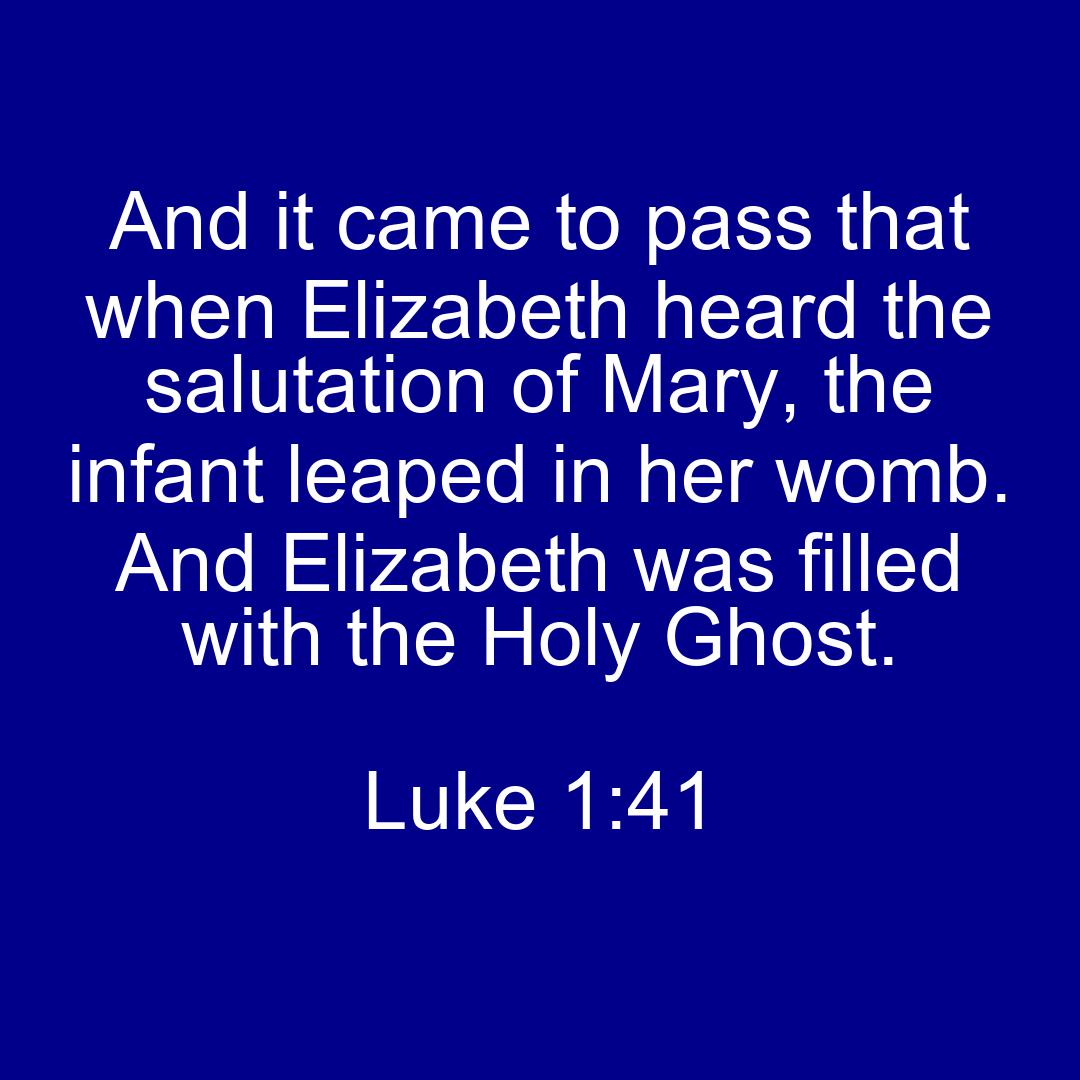 And it came to pass that
when Elizabeth heard the
salutation of Mary, the
infant leaped in her womb.
And Elizabeth was filled
with the Holy Ghost.
Luke 1:41